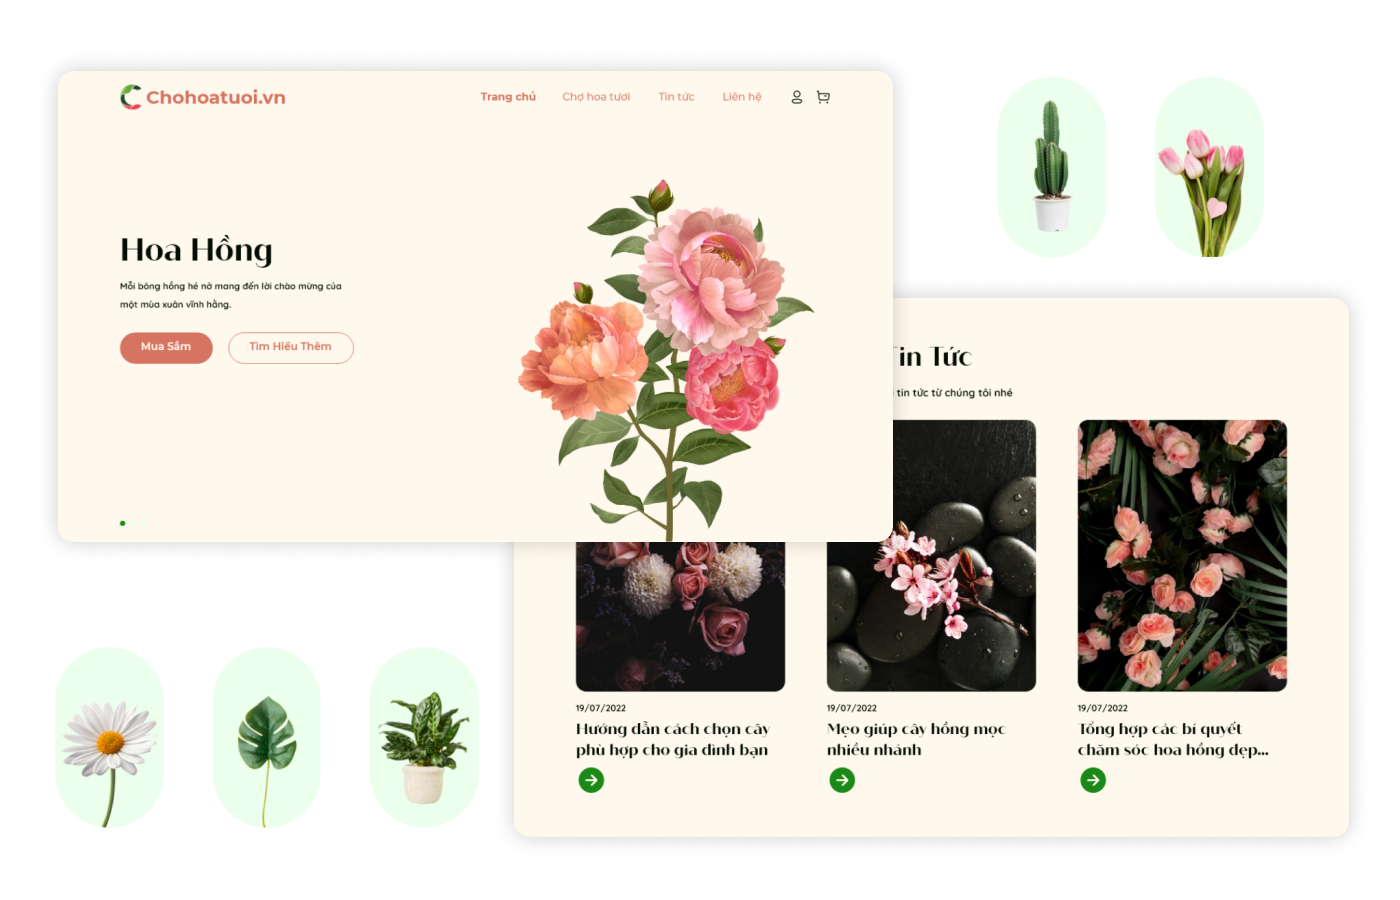 Chohoatuoi.vn
Trang chủ
Chợ hoa tươi
Tin tức
Liên hệ
Hoa Hồng
Mỗi bông hồng hé nở mang đến lời chào mừng của
một mùa xuân vĩnh hằng.
Mua Sắm
Tìm Hiểu Thêm
Tin Tức
tin tức từ chúng tôi nhé
19/07/2022
Hướng dẫn cách chọn cây
phù hợp cho gia đình bạn
19/07/2022
Mẹo giúp cây hồng mọc
nhiều nhánh
19/07/2022
Tổng hợp các bí quyết
chăm sóc hoa hồng đẹp...